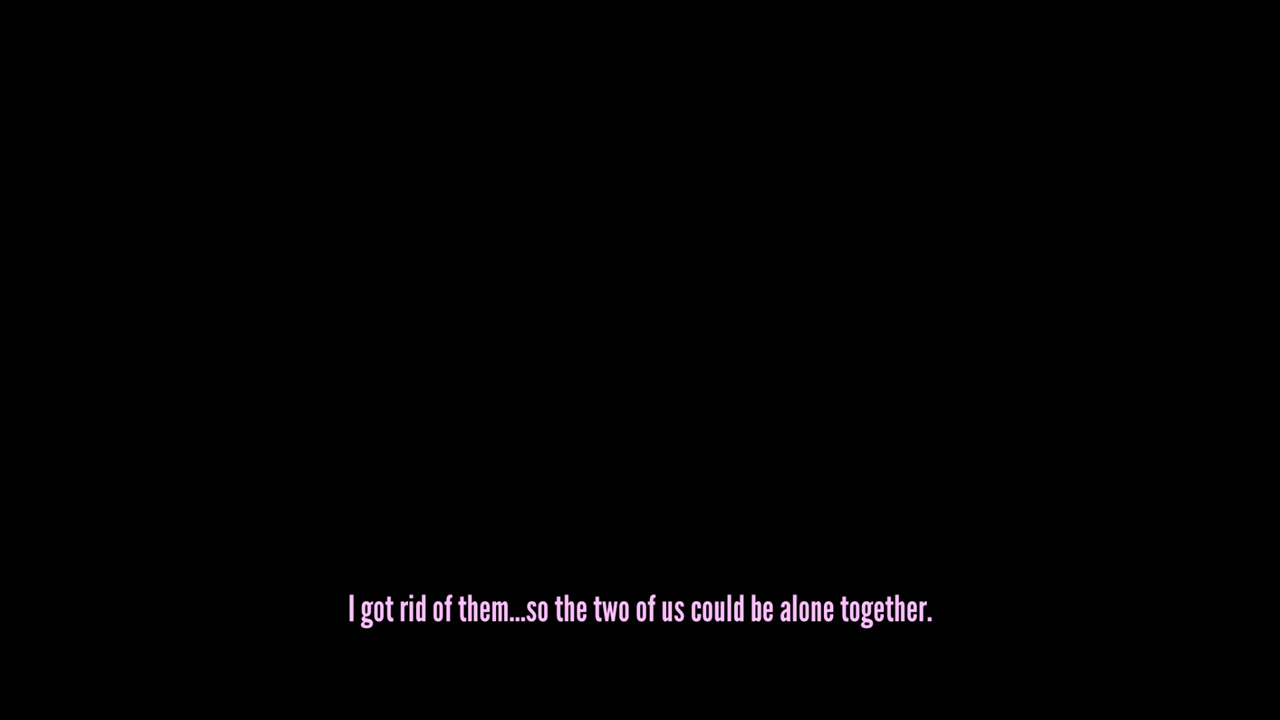 I got rid of them...so the two of us could be alone together.